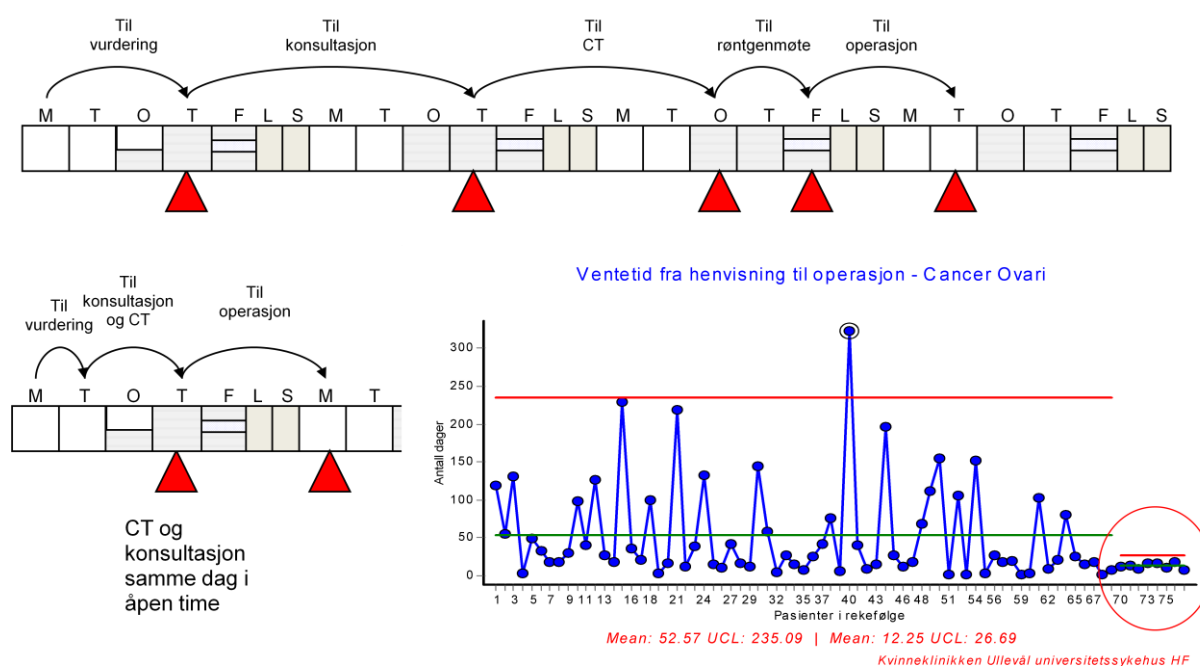 Til
vurdering
Til
konsultasjon
Til
CT
Til
røntgenmøte
Til
operasjon
M T O T F L S M T O T F L S M T O T F L S M T O T F L S
Til
vurdering
Til
konsultasjon
og CT
Til
operasjon
M T O T F L S M T
CT og
konsultasjon
samme dag i
åpen time
Ventetid fra henvisning til operasjon - Cancer Ovari
Antall dager
300
250
200
150
100
50
0
1 3 5 7 9 11 13 16 18 21 24 27 29 32 35 37 40 43 46 48 51 54 56 59 62 65 67 70 73 75
Pasienter i rekefølge
Mean: 52.57 UCL: 235.09 | Mean: 12.25 UCL: 26.69
Kvinneklinikken Ullevål universitetssykehus HF